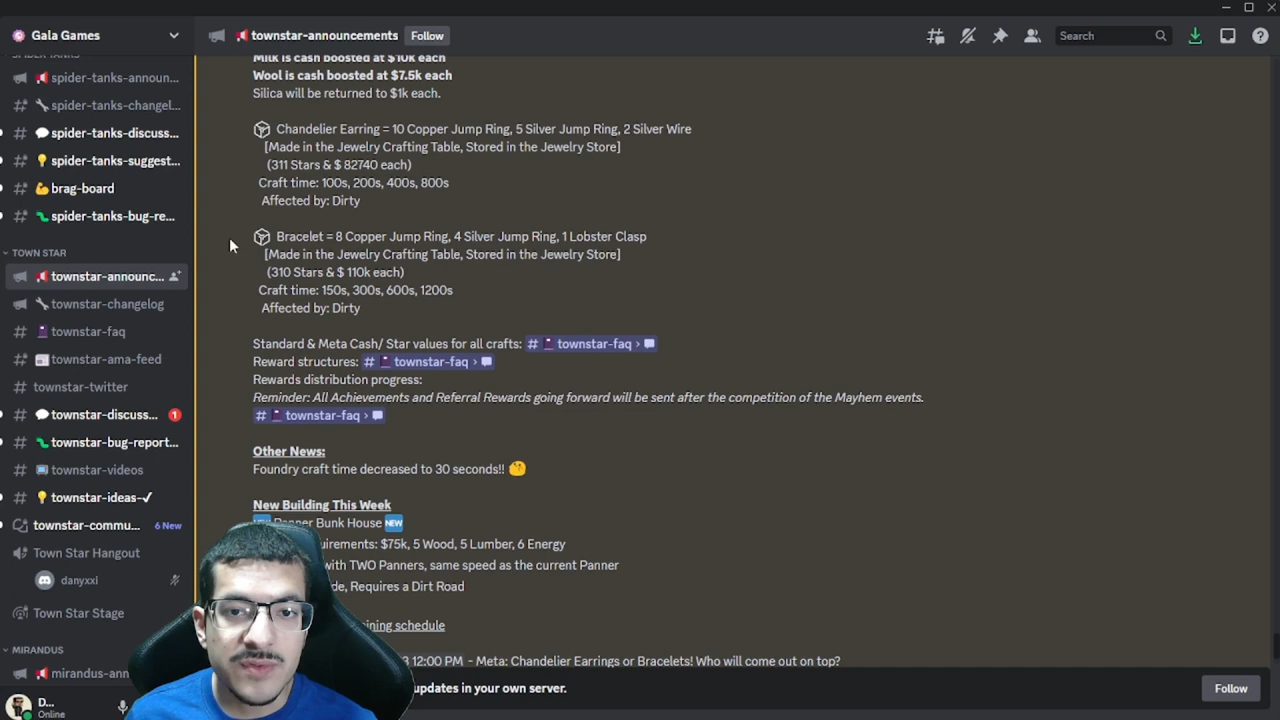 Gala Games
townstar-announcements
Follow
Search
spider-tanks-announ...
spider-tanks-changel...
spider-tanks-discuss...
spider-tanks-suggest...
brag-board
spider-tanks-bug-re...
TOWN STAR
townstar-announc...
townstar-changelog
townstar-faq
townstar-ama-feed
townstar-twitter
townstar-discuss... 1
townstar-bug-report...
townstar-videos
townstar-ideas-✓
townstar-commu... 6 New
Town Star Hangout
danyxxi
Town Star Stage
MIRANDUS
mirandus-ann
D...
Online
Milk is cash boosted at $10k each
Wool is cash boosted at $7.5k each
Silica will be returned to $1k each.
Chandelier Earring = 10 Copper Jump Ring, 5 Silver Jump Ring, 2 Silver Wire
[Made in the Jewelry Crafting Table, Stored in the Jewelry Store]
(311 Stars & $ 82740 each)
Craft time: 100s, 200s, 400s, 800s
Affected by: Dirty
Bracelet = 8 Copper Jump Ring, 4 Silver Jump Ring, 1 Lobster Clasp
[Made in the Jewelry Crafting Table, Stored in the Jewelry Store]
(310 Stars & $ 110k each)
Craft time: 150s, 300s, 600s, 1200s
Affected by: Dirty
Standard & Meta Cash/ Star values for all crafts: # townstar-faq ›
Reward structures: # townstar-faq ›
Rewards distribution progress:
Reminder: All Achievements and Referral Rewards going forward will be sent after the competition of the Mayhem events.
# townstar-faq ›
Other News:
Foundry craft time decreased to 30 seconds!! 🤔
New Building This Week
Bunk House NEW
$75k, 5 Wood, 5 Lumber, 6 Energy
with TWO Panners, same speed as the current Panner
Requires a Dirt Road
schedule
12:00 PM - Meta: Chandelier Earrings or Bracelets! Who will come out on top?
updates in your own server.
Follow